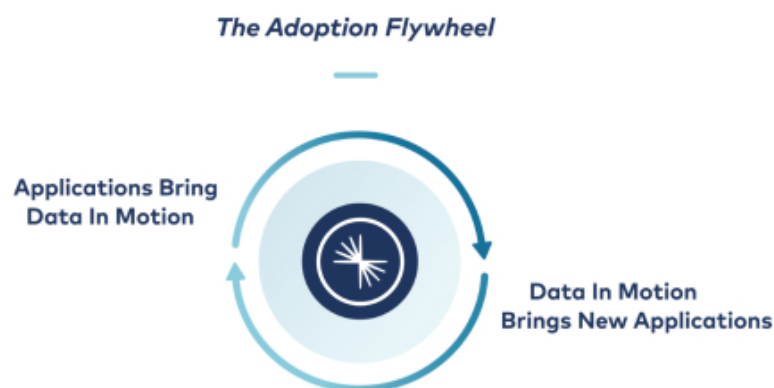 The Adoption Flywheel
Applications Bring
Data In Motion
Data In Motion
Brings New Applications